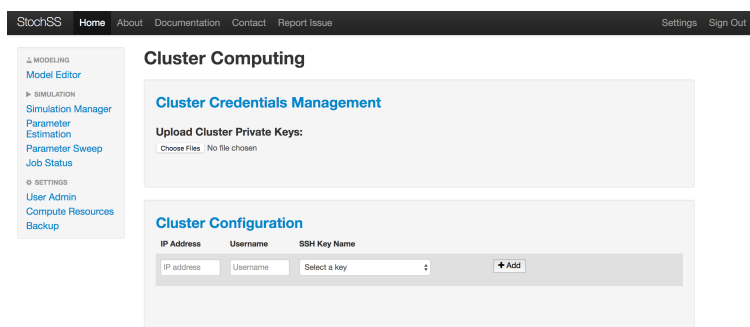 StochSS Home About Documentation Contact Report Issue Settings Sign Out
MODELING
Model Editor
SIMULATION
Simulation Manager
Parameter
Estimation
Parameter Sweep
Job Status
SETTINGS
User Admin
Compute Resources
Backup
Cluster Computing
Cluster Credentials Management
Upload Cluster Private Keys:
Choose Files No file chosen
Cluster Configuration
IP Address Username SSH Key Name
IP address Username Select a key + Add